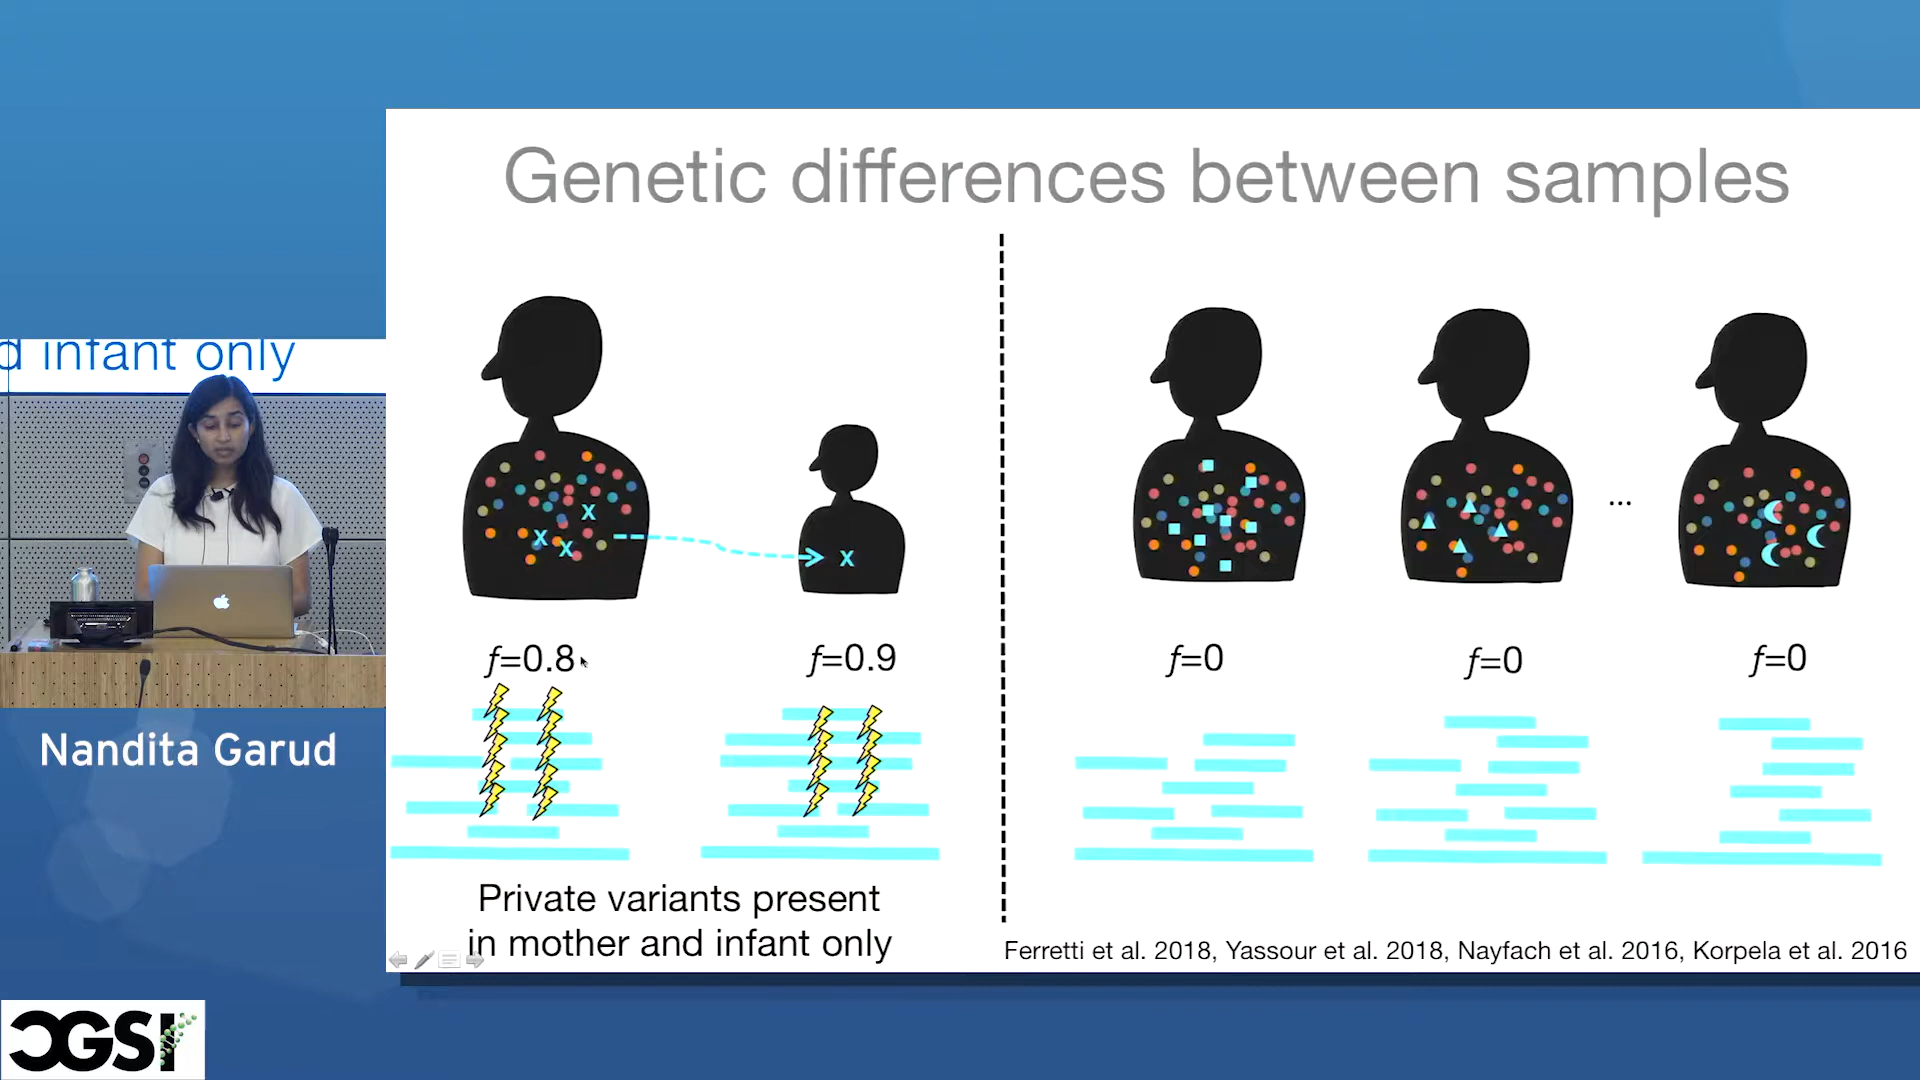 Genetic differences between samples
d infant only
x
x
x
x
...
f=0.8
f=0.9
f=0
f=0
f=0
Nandita Garud
Private variants present
in mother and infant only
Ferretti et al. 2018, Yassour et al. 2018, Nayfach et al. 2016, Korpela et al. 2016
CGSI